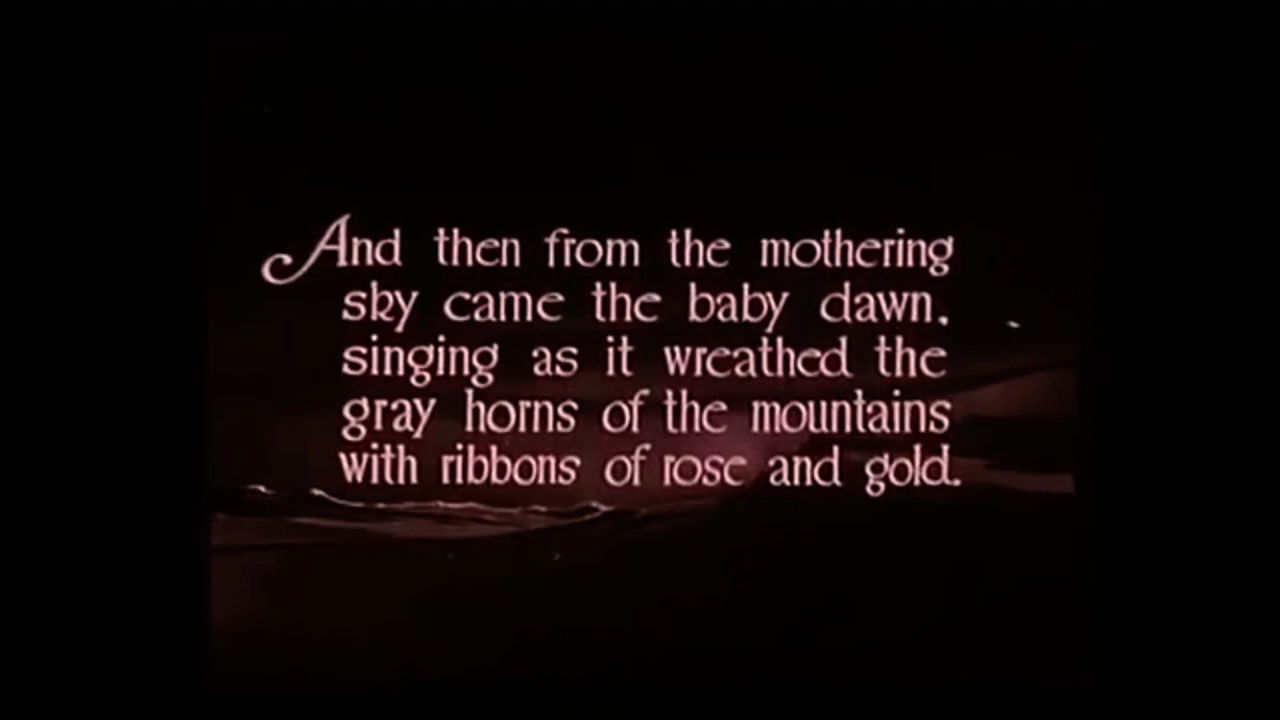 And then from the mothering
sky came the baby dawn,
singing as it wreathed the
gray horns of the mountains
with ribbons of rose and gold.